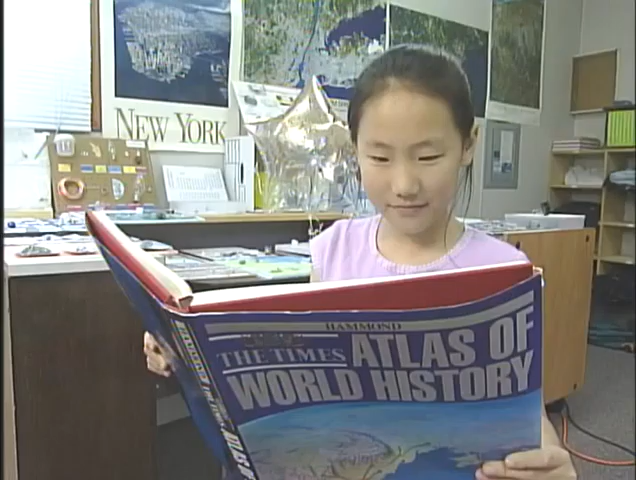 NEW YORK
HAMMOND
THE TIMES
ATLAS OF
WORLD HISTORY